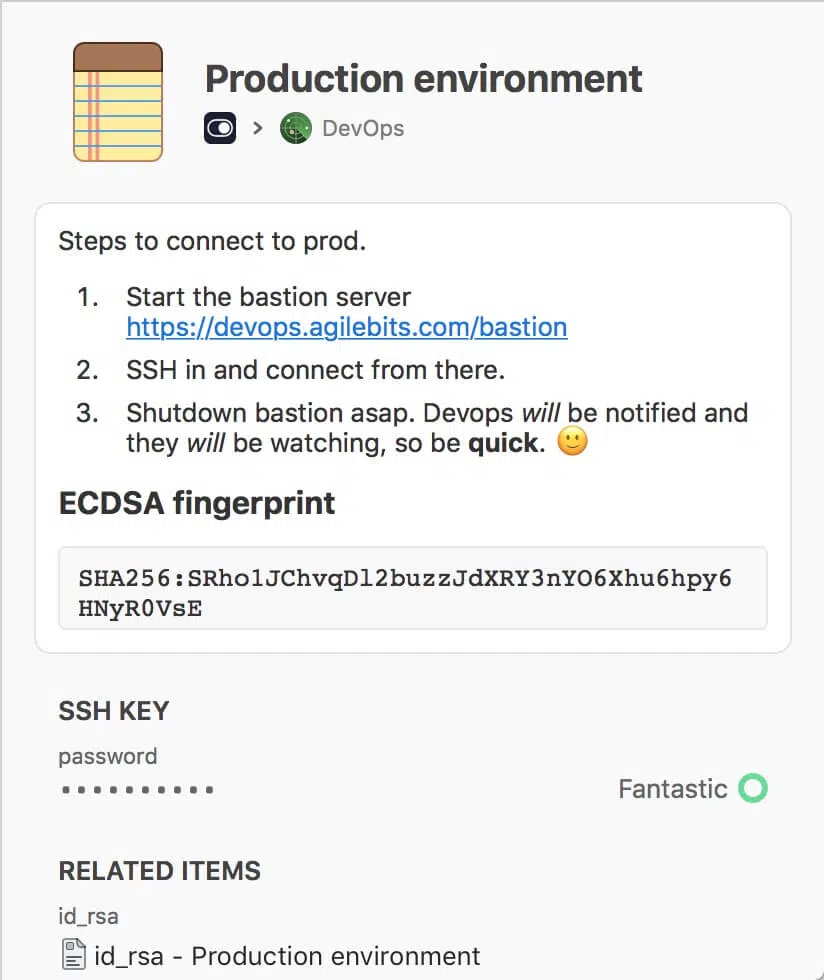 Production environment
DevOps
Steps to connect to prod.
1. Start the bastion server
https://devops.agilebits.com/bastion
2. SSH in and connect from there.
3. Shutdown bastion asap. Devops will be notified and
they will be watching, so be quick. 🙂
ECDSA fingerprint
SHA256:SRho1JChvqDl2buzzJdXRY3nYO6Xhu6hpy6
HNyR0VsE
SSH KEY
password
••••••••••
Fantastic
RELATED ITEMS
id_rsa
id_rsa - Production environment